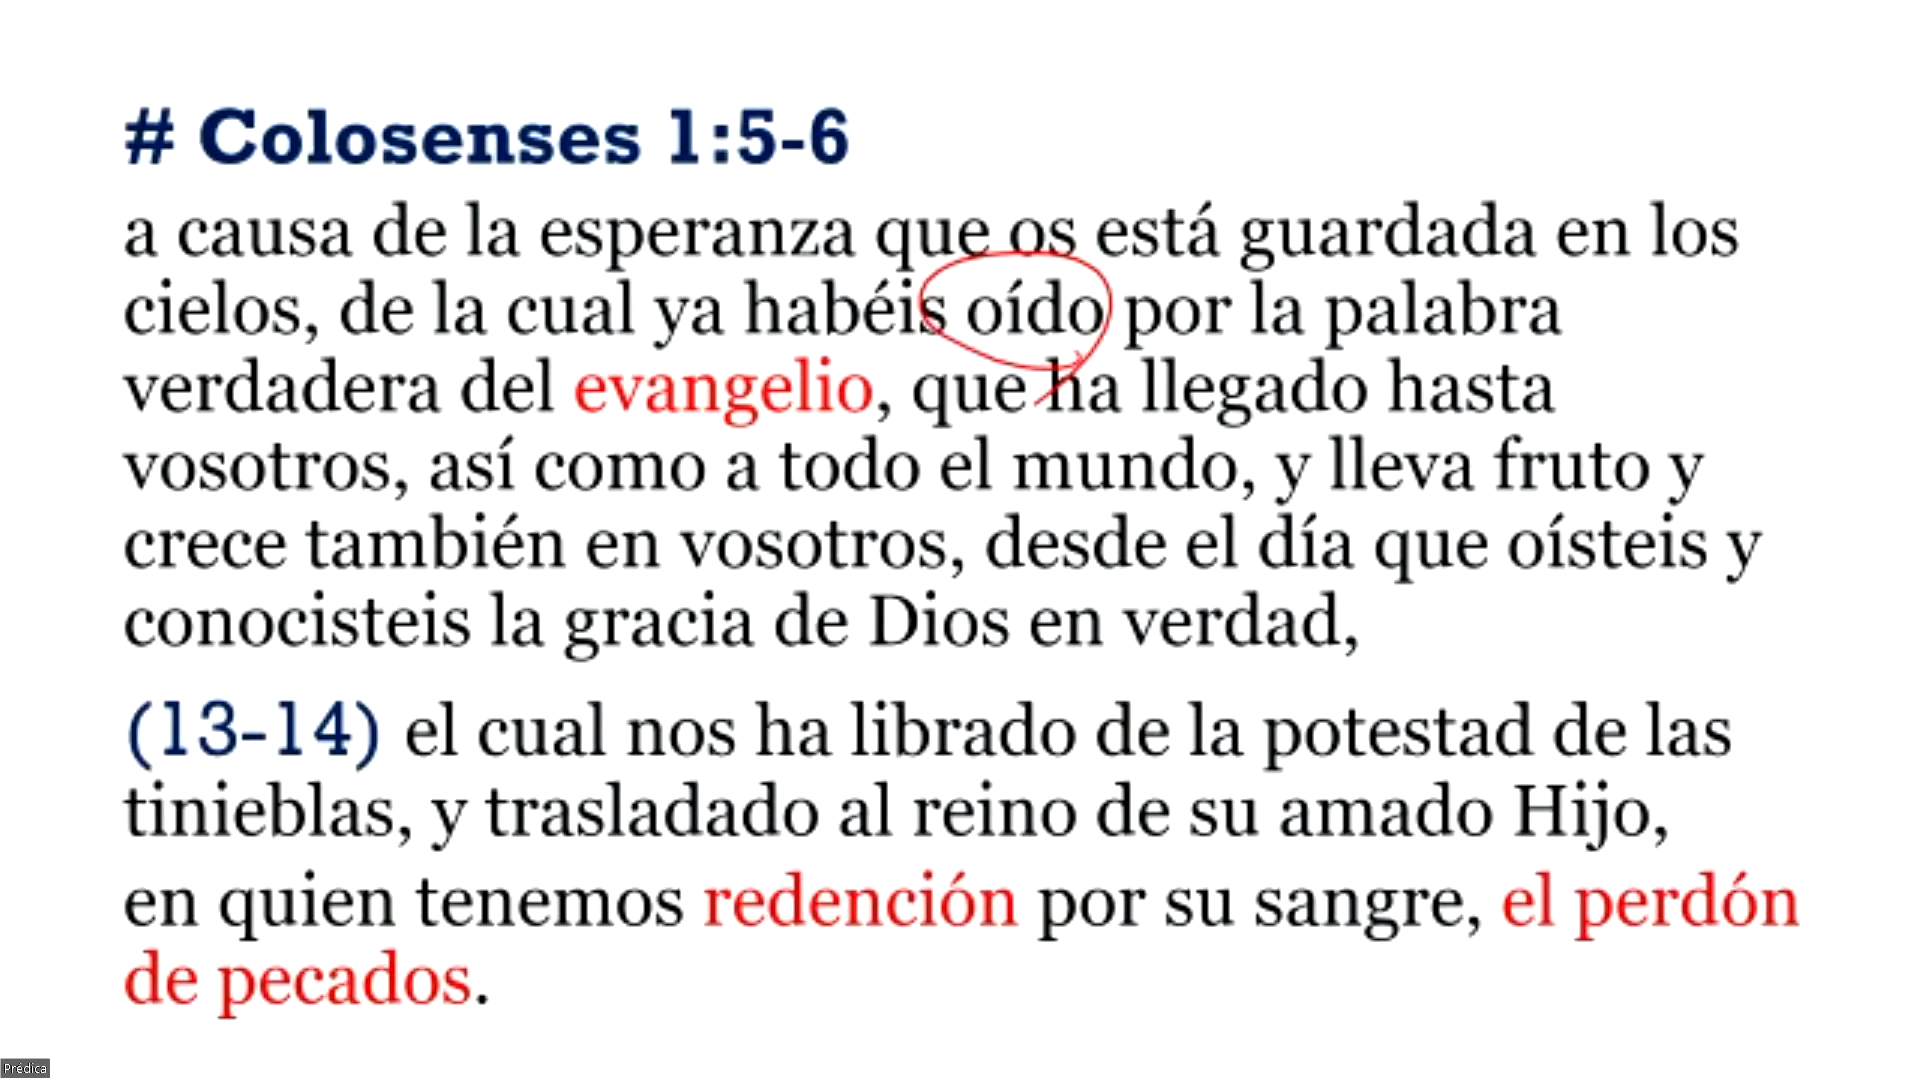 # Colosenses 1:5-6
a causa de la esperanza que os está guardada en los
cielos, de la cual ya habéis oído por la palabra
verdadera del evangelio, que ha llegado hasta
vosotros, así como a todo el mundo, y lleva fruto y
crece también en vosotros, desde el día que oísteis y
conocisteis la gracia de Dios en verdad,
(13-14) el cual nos ha librado de la potestad de las
tinieblas, y trasladado al reino de su amado Hijo,
en quien tenemos redención por su sangre, el perdón
de pecados.
Prédica